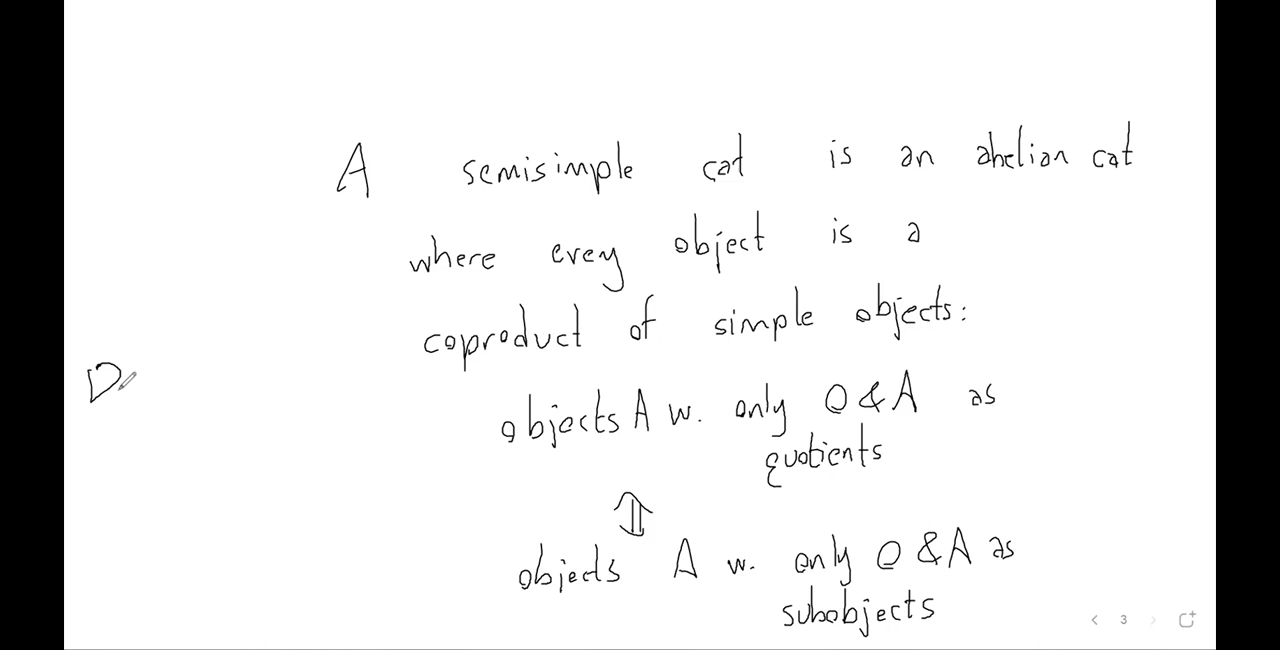 A semisimple cat is an abelian cat
where every object is a
coproduct of simple objects:
D
objects A w. only 0 & A as
quotients
⇕
objects A w. only 0 & A as
subobjects
3